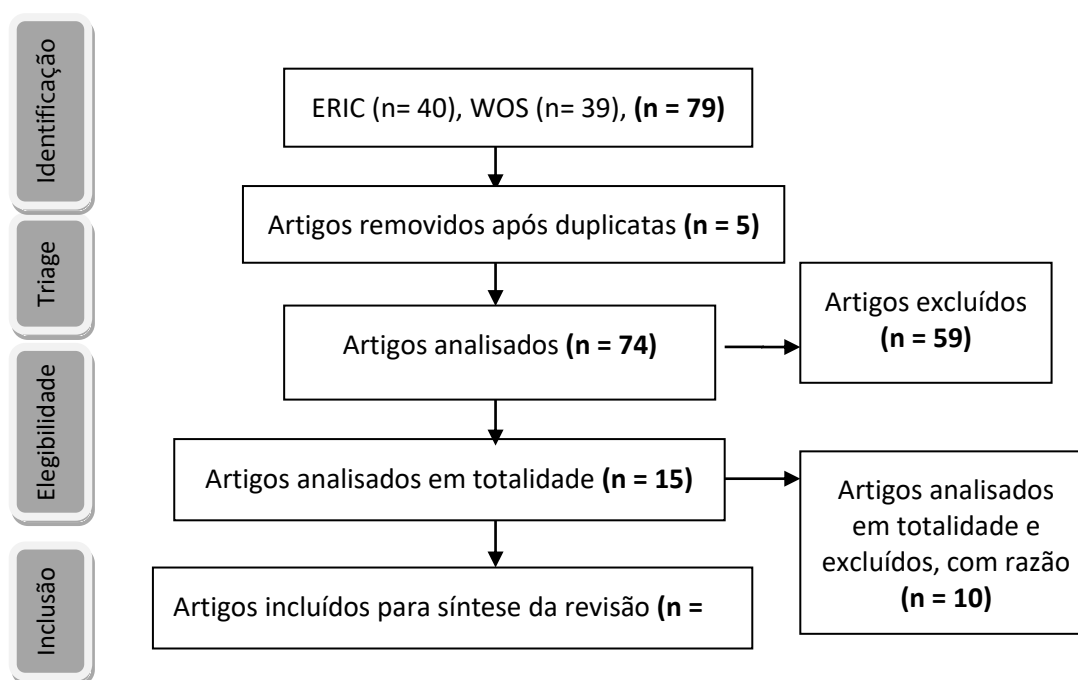 Identificação
ERIC (n= 40), WOS (n= 39), (n = 79)
Artigos removidos após duplicatas (n = 5)
Triage
Artigos analisados (n = 74)
Artigos excluídos
(n = 59)
Elegibilidade
Artigos analisados em totalidade (n = 15)
Artigos analisados
em totalidade e
excluídos, com razão
(n = 10)
Inclusão
Artigos incluídos para síntese da revisão (n =